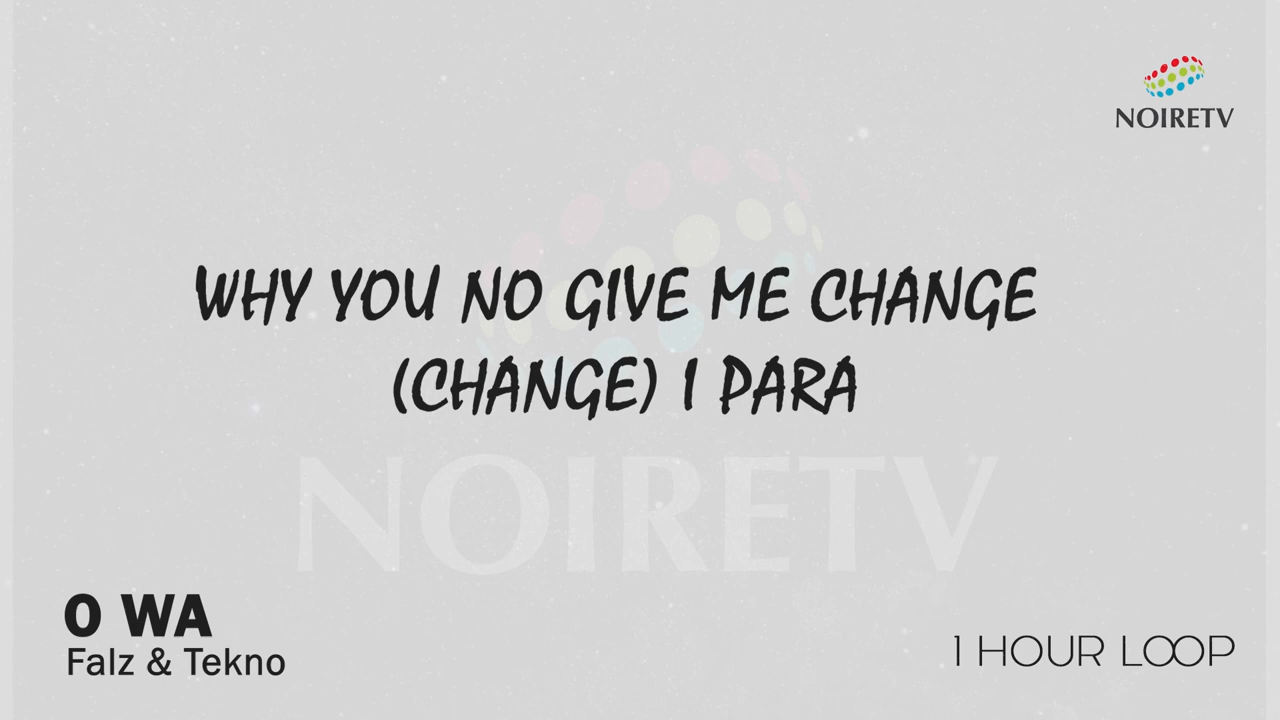 NOIRETV
WHY YOU NO GIVE ME CHANGE
(CHANGE) I PARA
NOIRETV
O WA
Falz & Tekno
1 HOUR LOOP